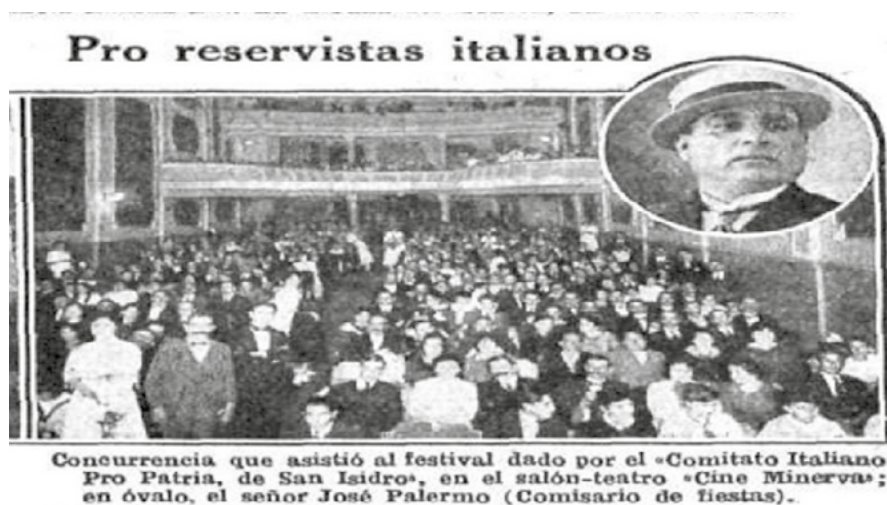 Pro reservistas italianos
Concurrencia que asistió al festival dado por el «Comitato Italiano
Pro Patria, de San Isidro», en el salón-teatro «Cine Minerva»;
en óvalo, el señor José Palermo (Comisario de fiestas).